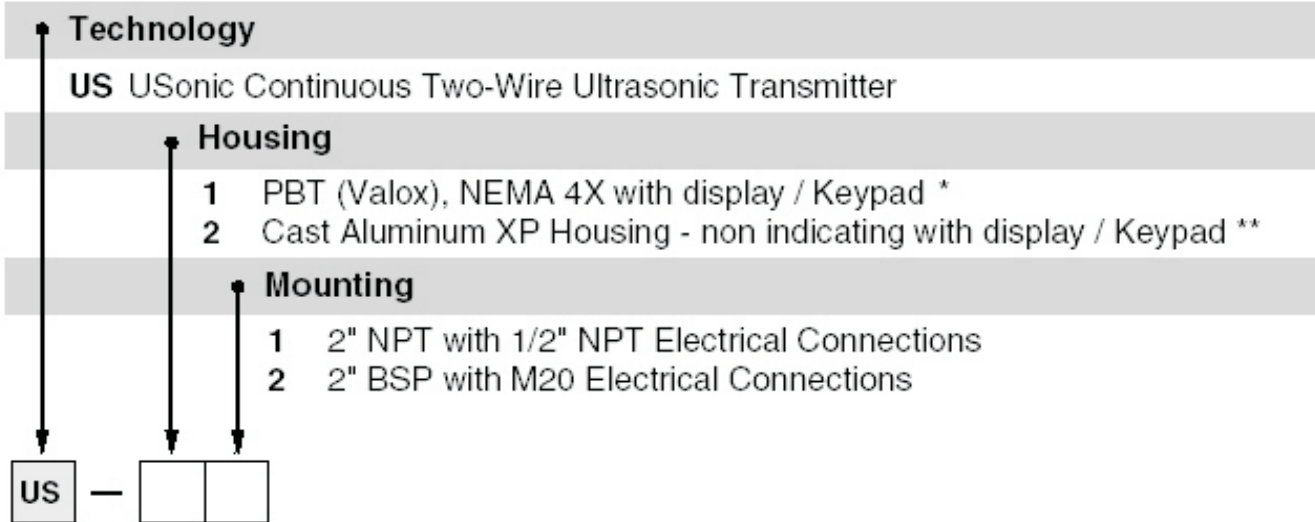 Technology
US USonic Continuous Two-Wire Ultrasonic Transmitter
Housing
1 PBT (Valox), NEMA 4X with display / Keypad *
2 Cast Aluminum XP Housing - non indicating with display / Keypad **
Mounting
1 2" NPT with 1/2" NPT Electrical Connections
2 2" BSP with M20 Electrical Connections
US —